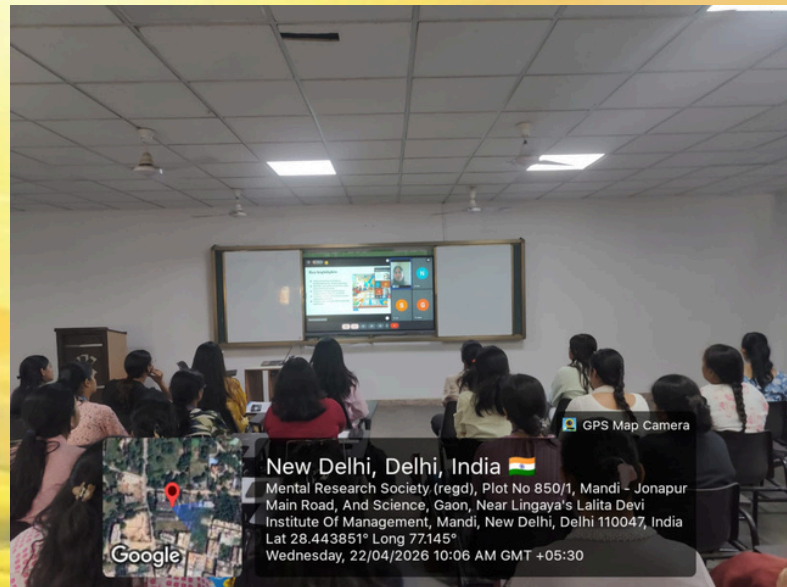 Key highlights
N
S
G
GPS Map Camera
New Delhi, Delhi, India 🇮🇳
Mental Research Society (regd), Plot No 850/1, Mandi - Jonapur
Main Road, And Science, Gaon, Near Lingaya's Lalita Devi
Institute Of Management, Mandi, New Delhi, Delhi 110047, India
Lat 28.443851° Long 77.145°
Wednesday, 22/04/2026 10:06 AM GMT +05:30
Google